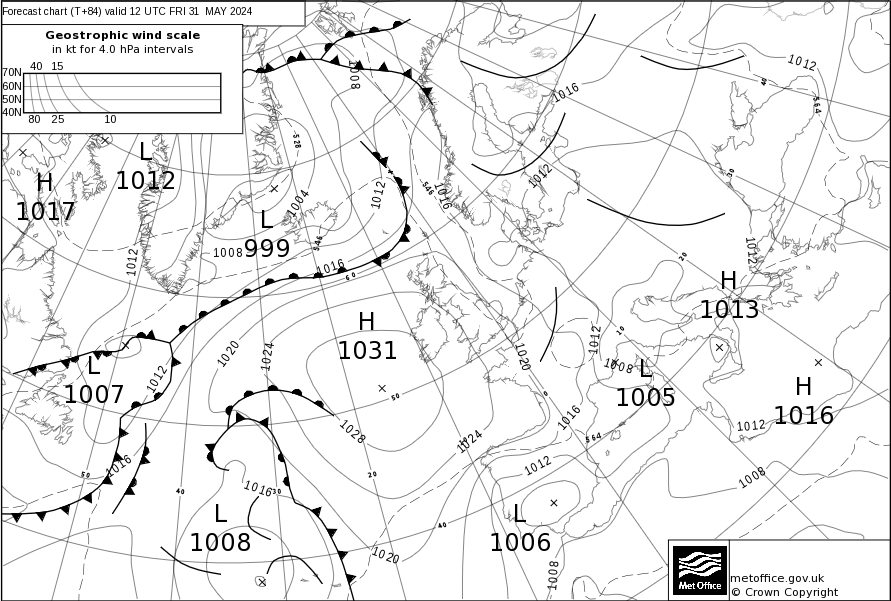 Forecast chart (T+84) valid 12 UTC FRI 31 MAY 2024
Geostrophic wind scale
in kt for 4.0 hPa intervals
40 15
70N
60N
50N
40N
80 25 10
1008
1012
40
564
1016
528
L
1012
H
1017
30
1012
546
1016
1012
1004
L
999
1008
546
1012
1012
20
1016
60
H
1013
H
1031
10
1012
1020
1024
1020
1008
L
1005
L
1007
1012
H
1016
50
0
1016
1012
1028
1024
564
1012
1016
50
20
1008
40
1016
30
L
1008
L
1006
40
1020
1008
Met Office
metoffice.gov.uk
© Crown Copyright